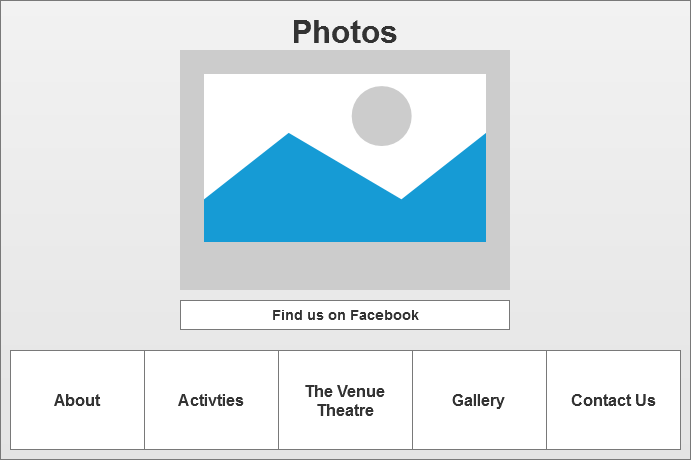 Photos
Find us on Facebook
About
Activties
The Venue
Theatre
Gallery
Contact Us